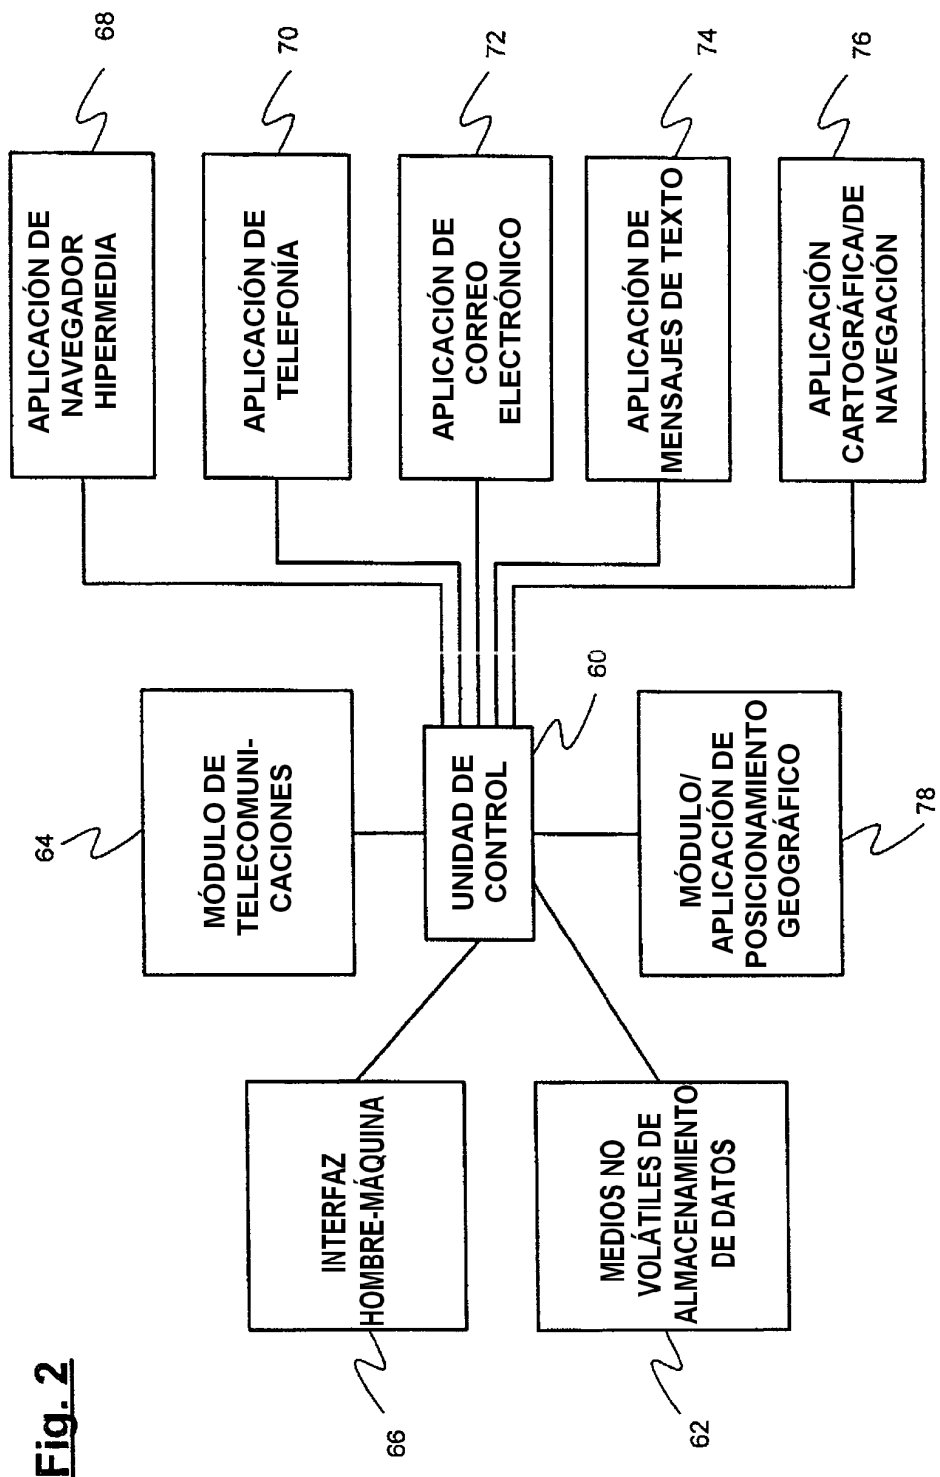 Fig. 2
66
INTERFAZ
HOMBRE-MÁQUINA
62
MEDIOS NO
VOLÁTILES DE
ALMACENAMIENTO
DE DATOS
64
MÓDULO DE
TELECOMUNI-
CACIONES
UNIDAD DE
CONTROL
60
MÓDULO/
APLICACIÓN DE
POSICIONAMIENTO
GEOGRÁFICO
78
APLICACIÓN DE
NAVEGADOR
HIPERMEDIA
68
APLICACIÓN DE
TELEFONÍA
70
APLICACIÓN DE
CORREO
ELECTRÓNICO
72
APLICACIÓN DE
MENSAJES DE TEXTO
74
APLICACIÓN
CARTOGRÁFICA/DE
NAVEGACIÓN
76